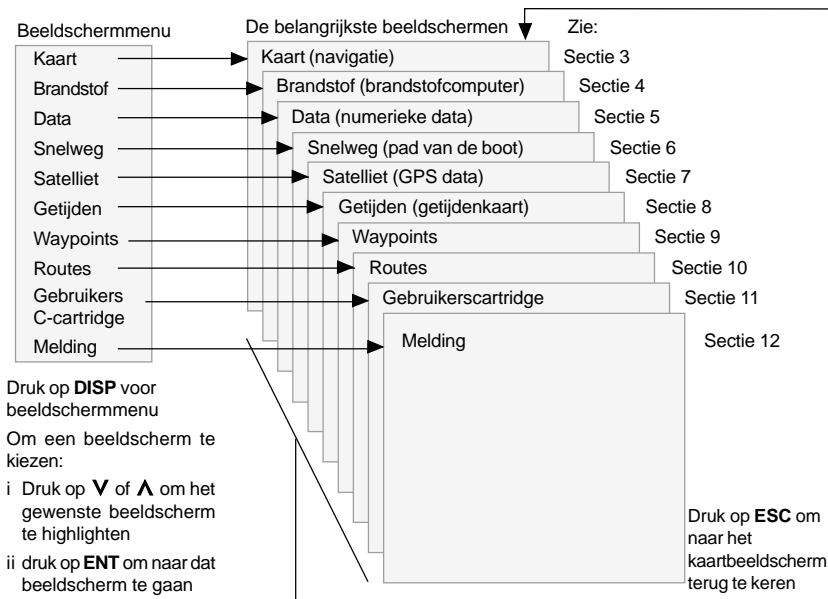 Beeldschermmenu
Kaart
Brandstof
Data
Snelweg
Satelliet
Getijden
Waypoints
Routes
Gebruikers
C-cartridge
Melding
De belangrijkste beeldschermen
Zie:
Kaart (navigatie)
Sectie 3
Brandstof (brandstofcomputer)
Sectie 4
Data (numerieke data)
Sectie 5
Snelweg (pad van de boot)
Sectie 6
Satelliet (GPS data)
Sectie 7
Getijden (getijdenkaart)
Sectie 8
Waypoints
Sectie 9
Routes
Sectie 10
Gebruikerscartridge
Sectie 11
Melding
Sectie 12
Druk op DISP voor
beeldschermmenu
Om een beeldscherm te
kiezen:
i Druk op V of Λ om het
gewenste beeldscherm
te highlighten
ii druk op ENT om naar dat
beeldscherm te gaan
Druk op ESC om
naar het
kaartbeeldscherm
terug te keren